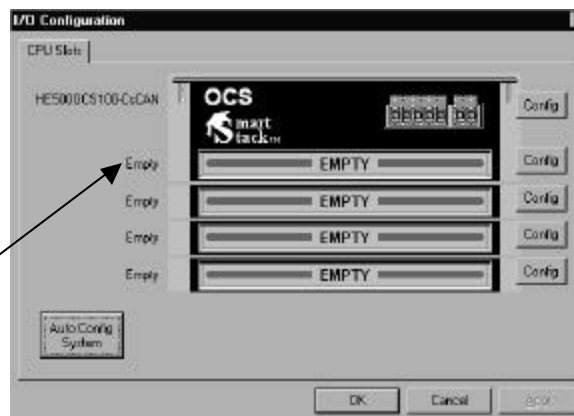 I/O Configuration
CPU Slots
HE500OCS100-CsCAN
OCS
Smart
Stack™
Config
Empty
EMPTY
Config
Empty
EMPTY
Config
Empty
EMPTY
Config
Empty
EMPTY
Config
Auto Config
System
OK
Cancel
Apply